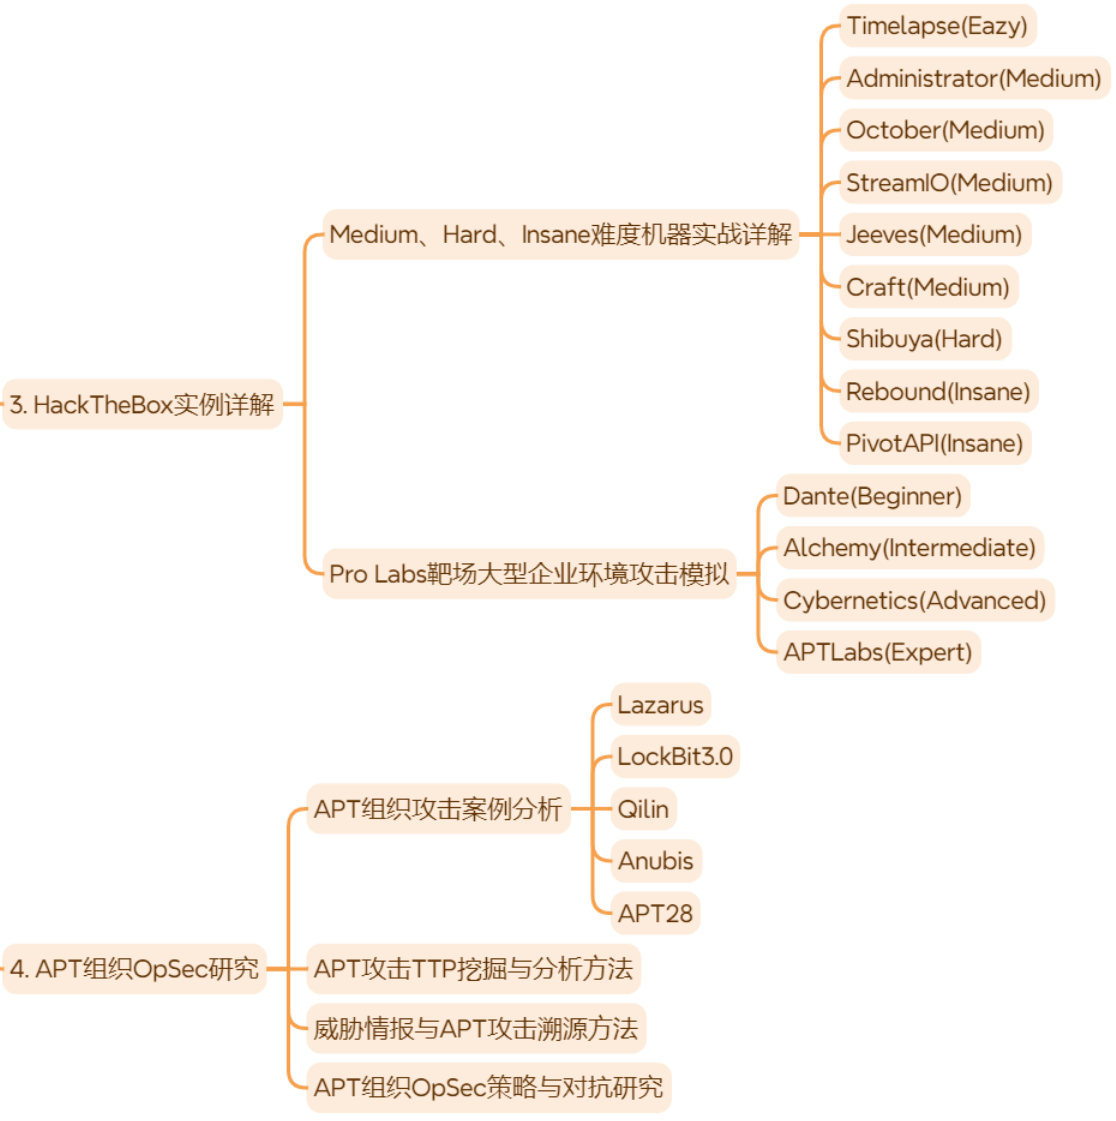 3. HackTheBox实例详解
Medium、Hard、Insane难度机器实战详解
Timelapse(Eazy)
Administrator(Medium)
October(Medium)
StreamIO(Medium)
Jeeves(Medium)
Craft(Medium)
Shibuya(Hard)
Rebound(Insane)
PivotAPI(Insane)
Pro Labs靶场大型企业环境攻击模拟
Dante(Beginner)
Alchemy(Intermediate)
Cybernetics(Advanced)
APTLabs(Expert)
4. APT组织OpSec研究
APT组织攻击案例分析
Lazarus
LockBit3.0
Qilin
Anubis
APT28
APT攻击TTP挖掘与分析方法
威胁情报与APT攻击溯源方法
APT组织OpSec策略与对抗研究